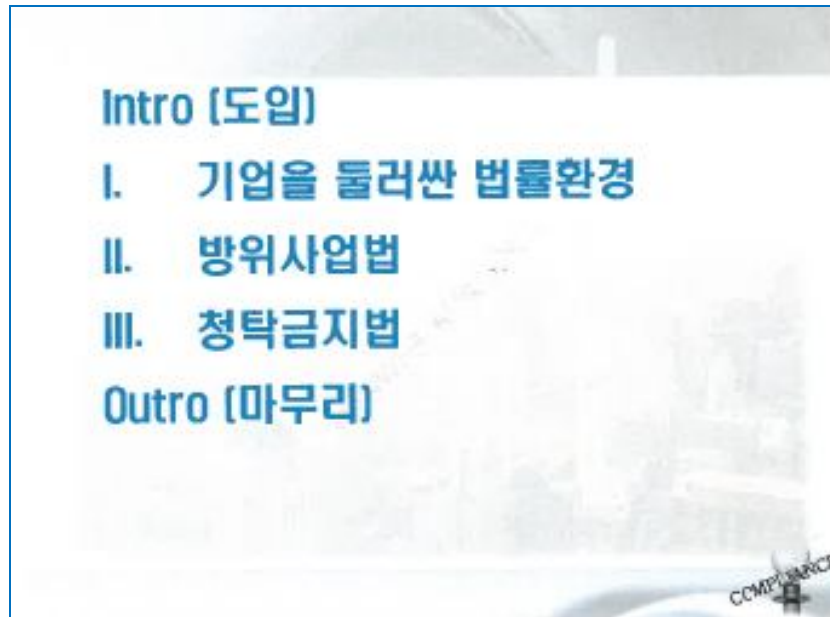 Intro (도입)
I. 기업을 둘러싼 법률환경
II. 방위사업법
III. 청탁금지법
Outro (마무리)
COMPLIANCE